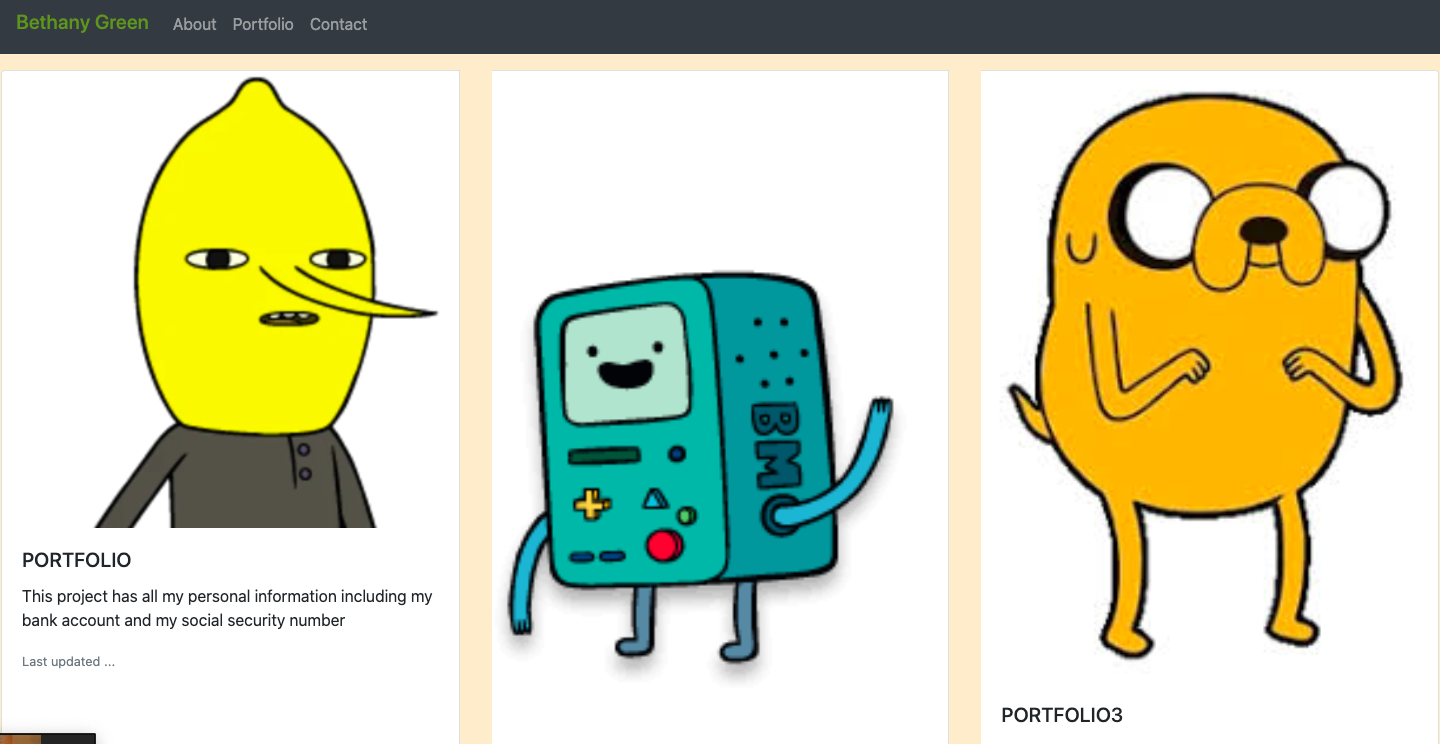 Bethany Green About Portfolio Contact
BMO
PORTFOLIO
This project has all my personal information including my
bank account and my social security number
Last updated ...
PORTFOLIO3